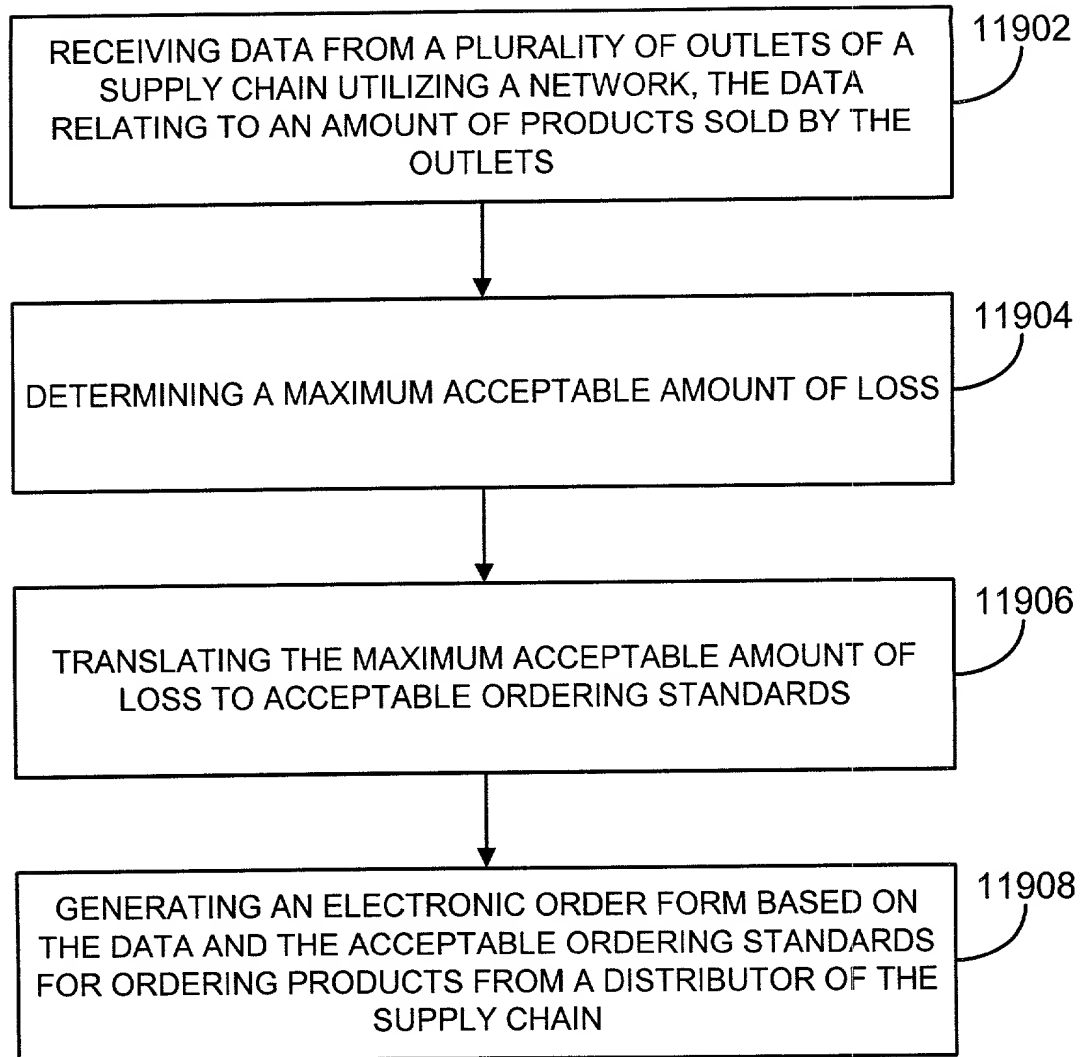 11902
RECEIVING DATA FROM A PLURALITY OF OUTLETS OF A
SUPPLY CHAIN UTILIZING A NETWORK, THE DATA
RELATING TO AN AMOUNT OF PRODUCTS SOLD BY THE
OUTLETS
11904
DETERMINING A MAXIMUM ACCEPTABLE AMOUNT OF LOSS
11906
TRANSLATING THE MAXIMUM ACCEPTABLE AMOUNT OF
LOSS TO ACCEPTABLE ORDERING STANDARDS
11908
GENERATING AN ELECTRONIC ORDER FORM BASED ON
THE DATA AND THE ACCEPTABLE ORDERING STANDARDS
FOR ORDERING PRODUCTS FROM A DISTRIBUTOR OF THE
SUPPLY CHAIN